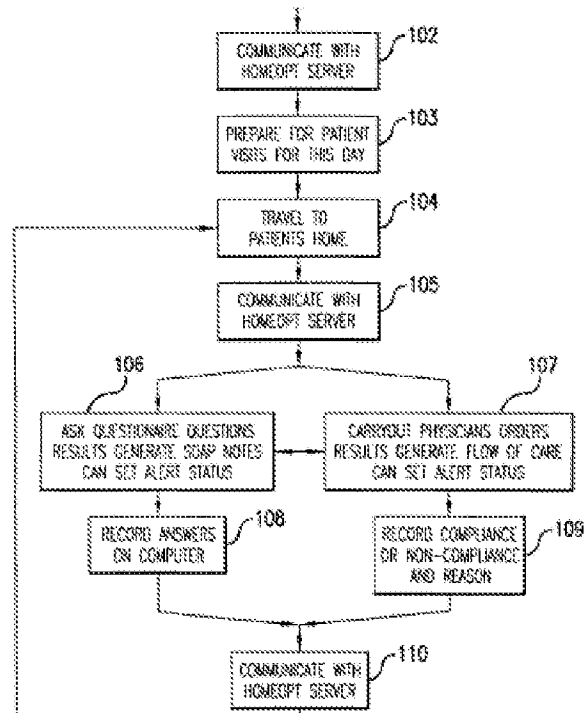 102
COMMUNICATE WITH
HOMEOPT SERVER
103
PREPARE FOR PATIENT
VISITS FOR THIS DAY
104
TRAVEL TO
PATIENTS HOME
105
COMMUNICATE WITH
HOMEOPT SERVER
106
ASK QUESTIONAIRE QUESTIONS
RESULTS GENERATE SOAP NOTES
CAN SET ALERT STATUS
107
CARRYOUT PHYSICIANS ORDERS
RESULTS GENERATE FLOW OF CARE
CAN SET ALERT STATUS
RECORD ANSWERS
ON COMPUTER
108
RECORD COMPLIANCE
OR NON-COMPLIANCE
AND REASON
109
110
COMMUNICATE WITH
HOMEOPT SERVER